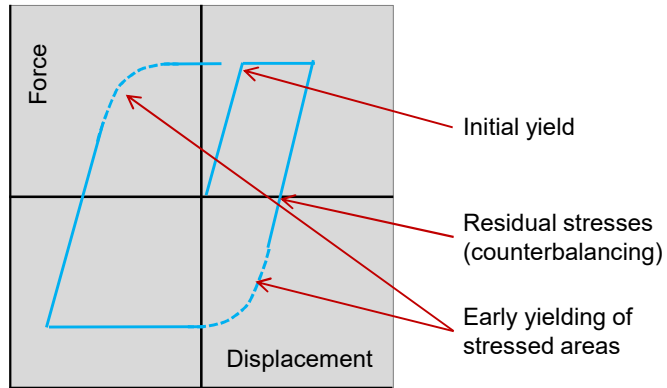 Force
Initial yield
Residual stresses
(counterbalancing)
Early yielding of
stressed areas
Displacement